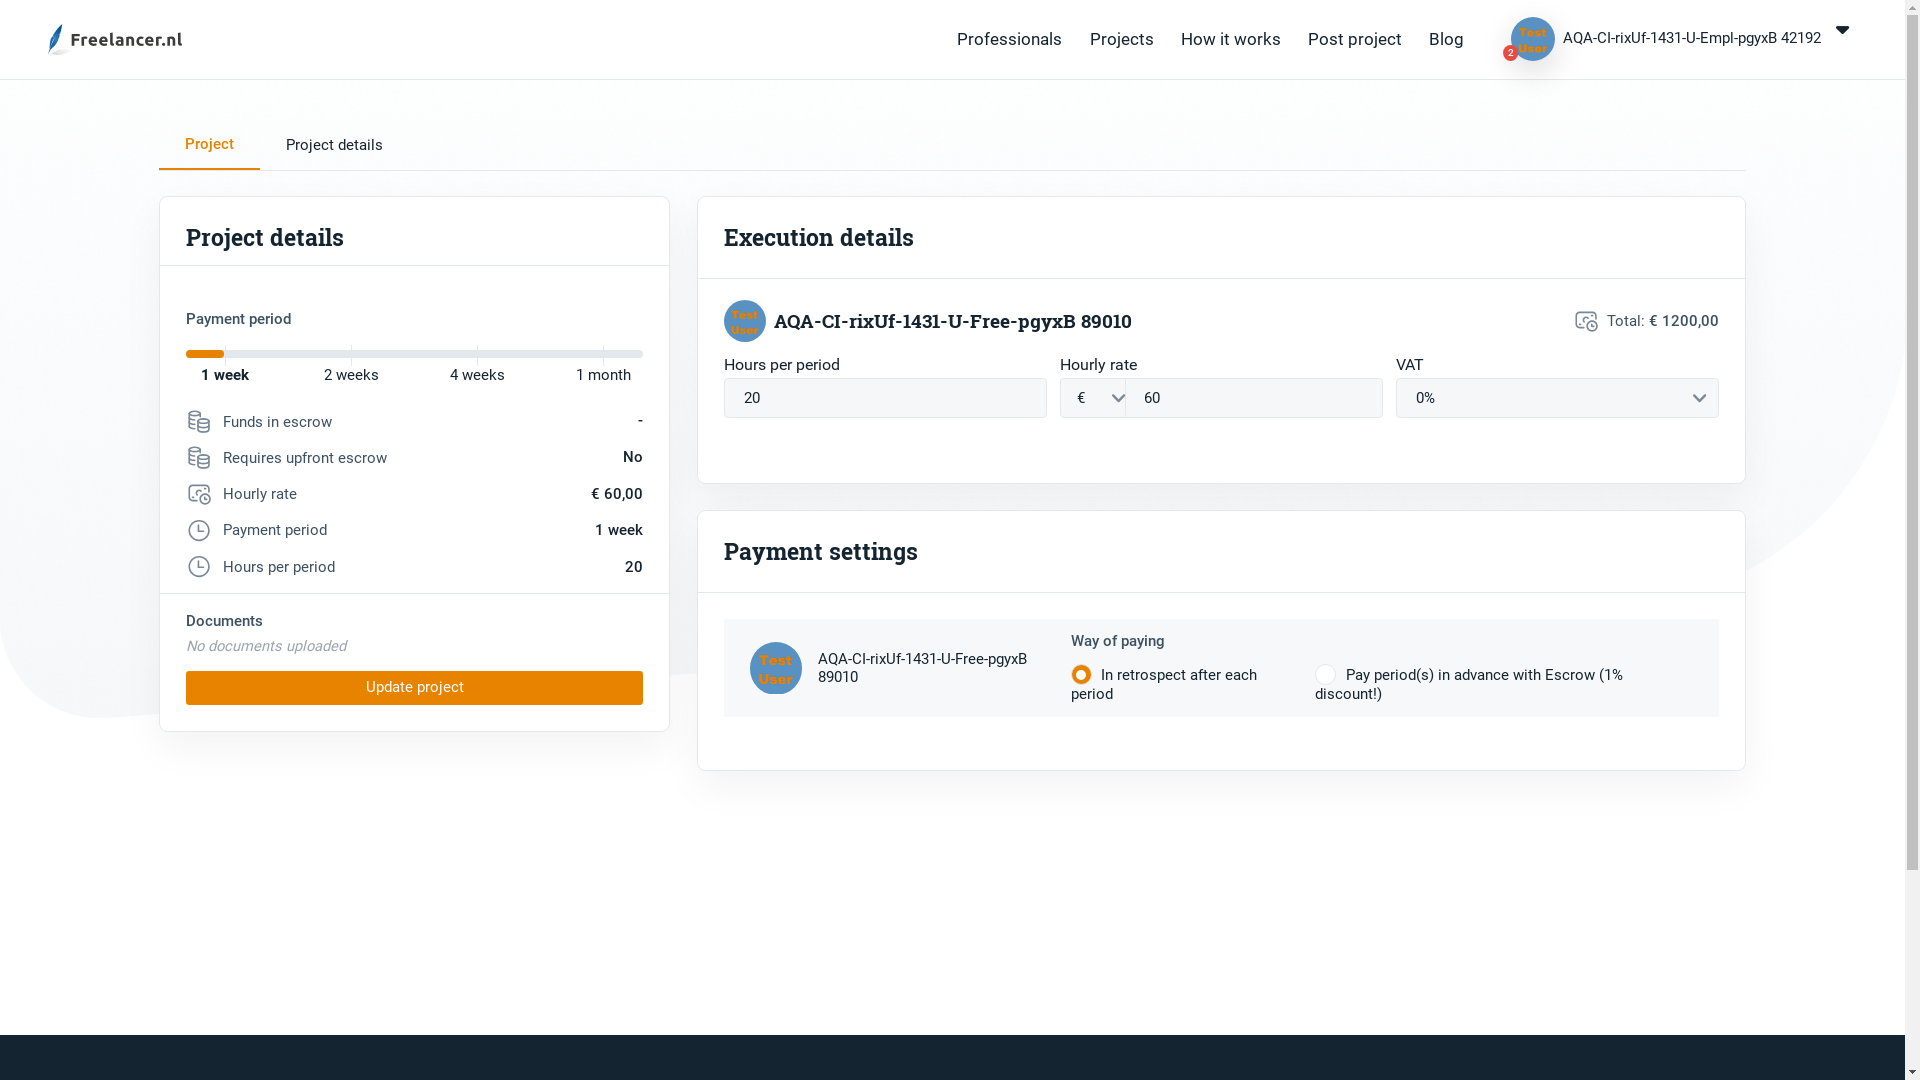 Freelancer.nl
Professionals
Projects
How it works
Post project
Blog
Test
User
2
AQA-CI-rixUf-1431-U-Empl-pgyxB 42192
Project
Project details
Project details
Payment period
1 week
2 weeks
4 weeks
1 month
Funds in escrow
-
Requires upfront escrow
No
Hourly rate
€ 60,00
Payment period
1 week
Hours per period
20
Documents
No documents uploaded
Update project
Execution details
Test
User
AQA-CI-rixUf-1431-U-Free-pgyxB 89010
Total: € 1200,00
Hours per period
20
Hourly rate
€
60
VAT
0%
Payment settings
Test
User
AQA-CI-rixUf-1431-U-Free-pgyxB
89010
Way of paying
In retrospect after each
period
Pay period(s) in advance with Escrow (1%
discount!)